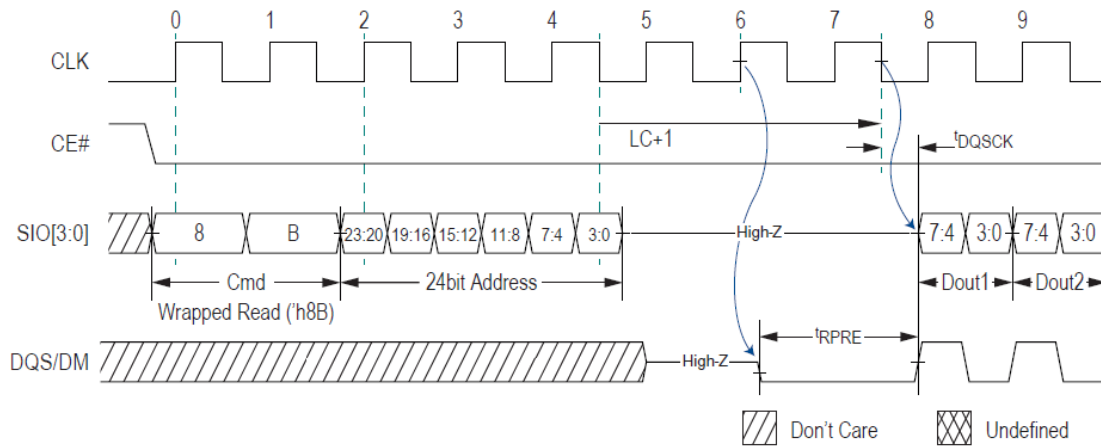 0 1 2 3 4 5 6 7 8 9
CLK
CE#
LC+1
tDQSCK
SIO[3:0] 8 B 23:20 19:16 15:12 11:8 7:4 3:0 High-Z 7:4 3:0 7:4 3:0
Cmd 24bit Address Dout1 Dout2
Wrapped Read ('h8B)
tRPRE
DQS/DM High-Z
Don't Care Undefined